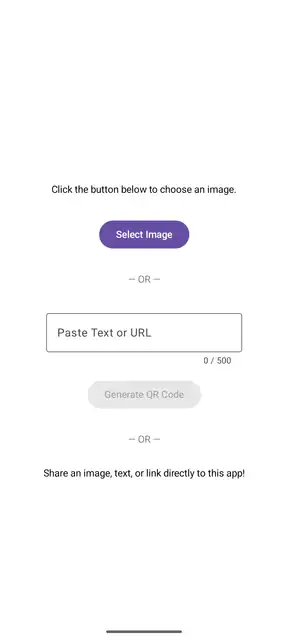 Click the button below to choose an image.
Select Image
— OR —
Paste Text or URL
0 / 500
Generate QR Code
— OR —
Share an image, text, or link directly to this app!